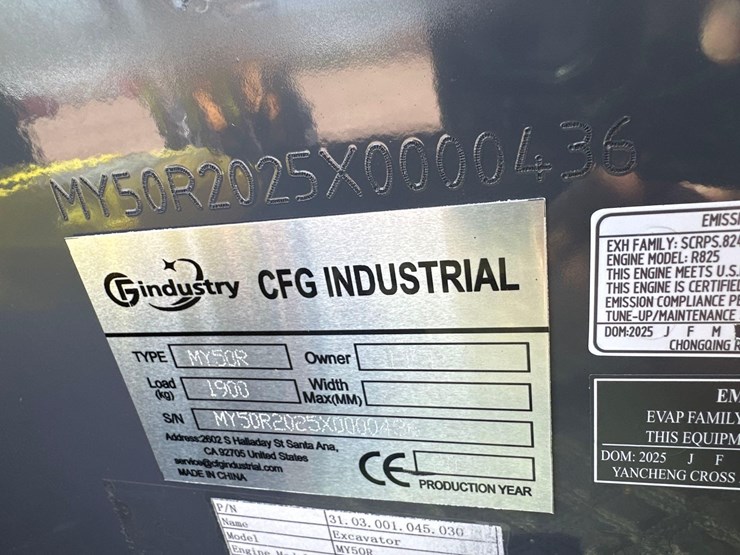 MY50R2025X0000436
CFindustry CFG INDUSTRIAL
TYPE MY50R Owner
Load (kg) 1900 Width Max(MM)
S/N MY50R2025X0000436
Address:2602 S Halladay St Santa Ana,
CA 92705 United States
service@cfgindustrial.com
MADE IN CHINA
CE
PRODUCTION YEAR
EMISS
EXH FAMILY: SCRPS.824
ENGINE MODEL: R825
THIS ENGINE MEETS U.S.
THIS ENGINE IS CERTIFIE
EMISSION COMPLIANCE PE
TUNE-UP/MAINTENANCE
DOM:2025 J F M
CHONGQING R
EM
EVAP FAMILY
THIS EQUIPM
DOM: 2025 J F
YANCHENG CROSS
P/N 31.03.001.045.030
Name Excavator
Model MY50R
Engine